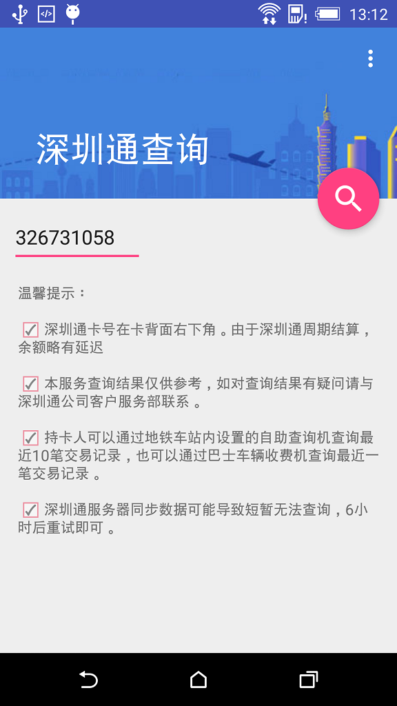 13:12
深圳通查询
326731058
温馨提示：
深圳通卡号在卡背面右下角。由于深圳通周期结算，
余额略有延迟
本服务查询结果仅供参考，如对查询结果有疑问请与
深圳通公司客户服务部联系。
持卡人可以通过地铁车站内设置的自助查询机查询最
近10笔交易记录，也可以通过巴士车辆收费机查询最近一
笔交易记录。
深圳通服务器同步数据可能导致短暂无法查询，6小
时后重试即可。